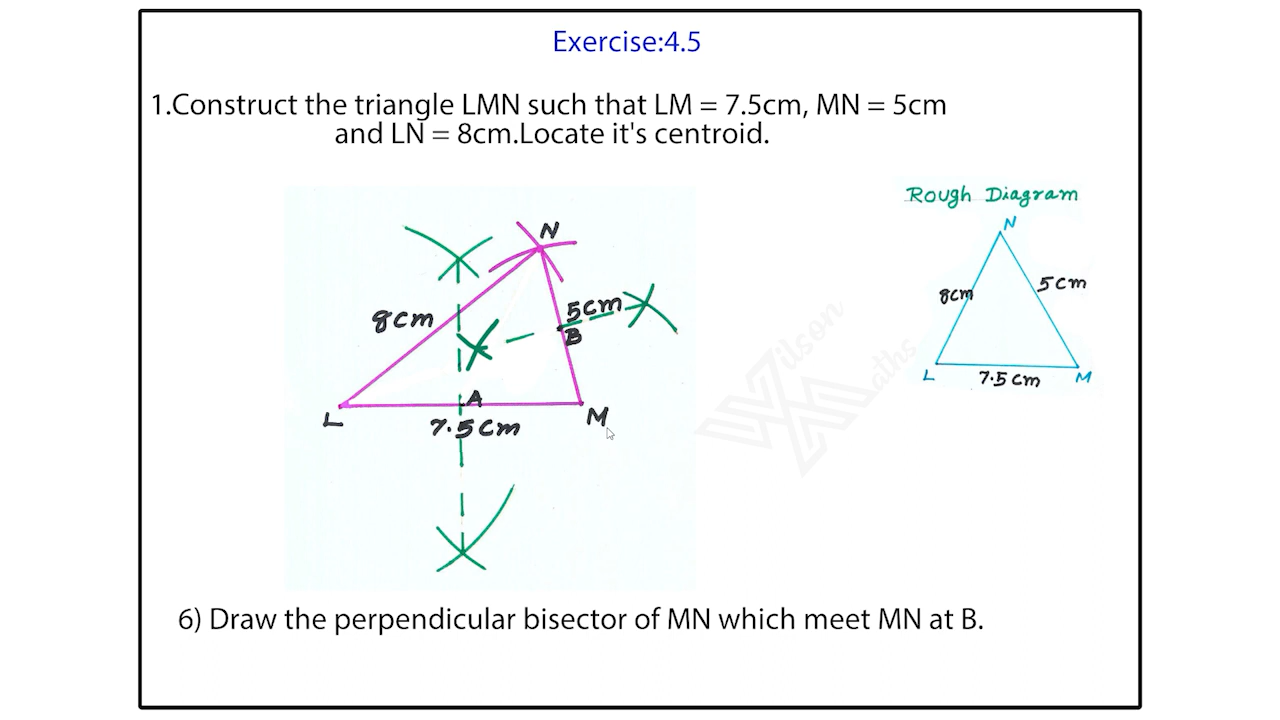 Exercise:4.5
1.Construct the triangle LMN such that LM = 7.5cm, MN = 5cm
and LN = 8cm.Locate it's centroid.
Rough Diagram
N
8cm
5cm
L
7.5cm
M
N
8cm
5cm
B
A
L
7.5cm
M
Wilson
Maths
6) Draw the perpendicular bisector of MN which meet MN at B.